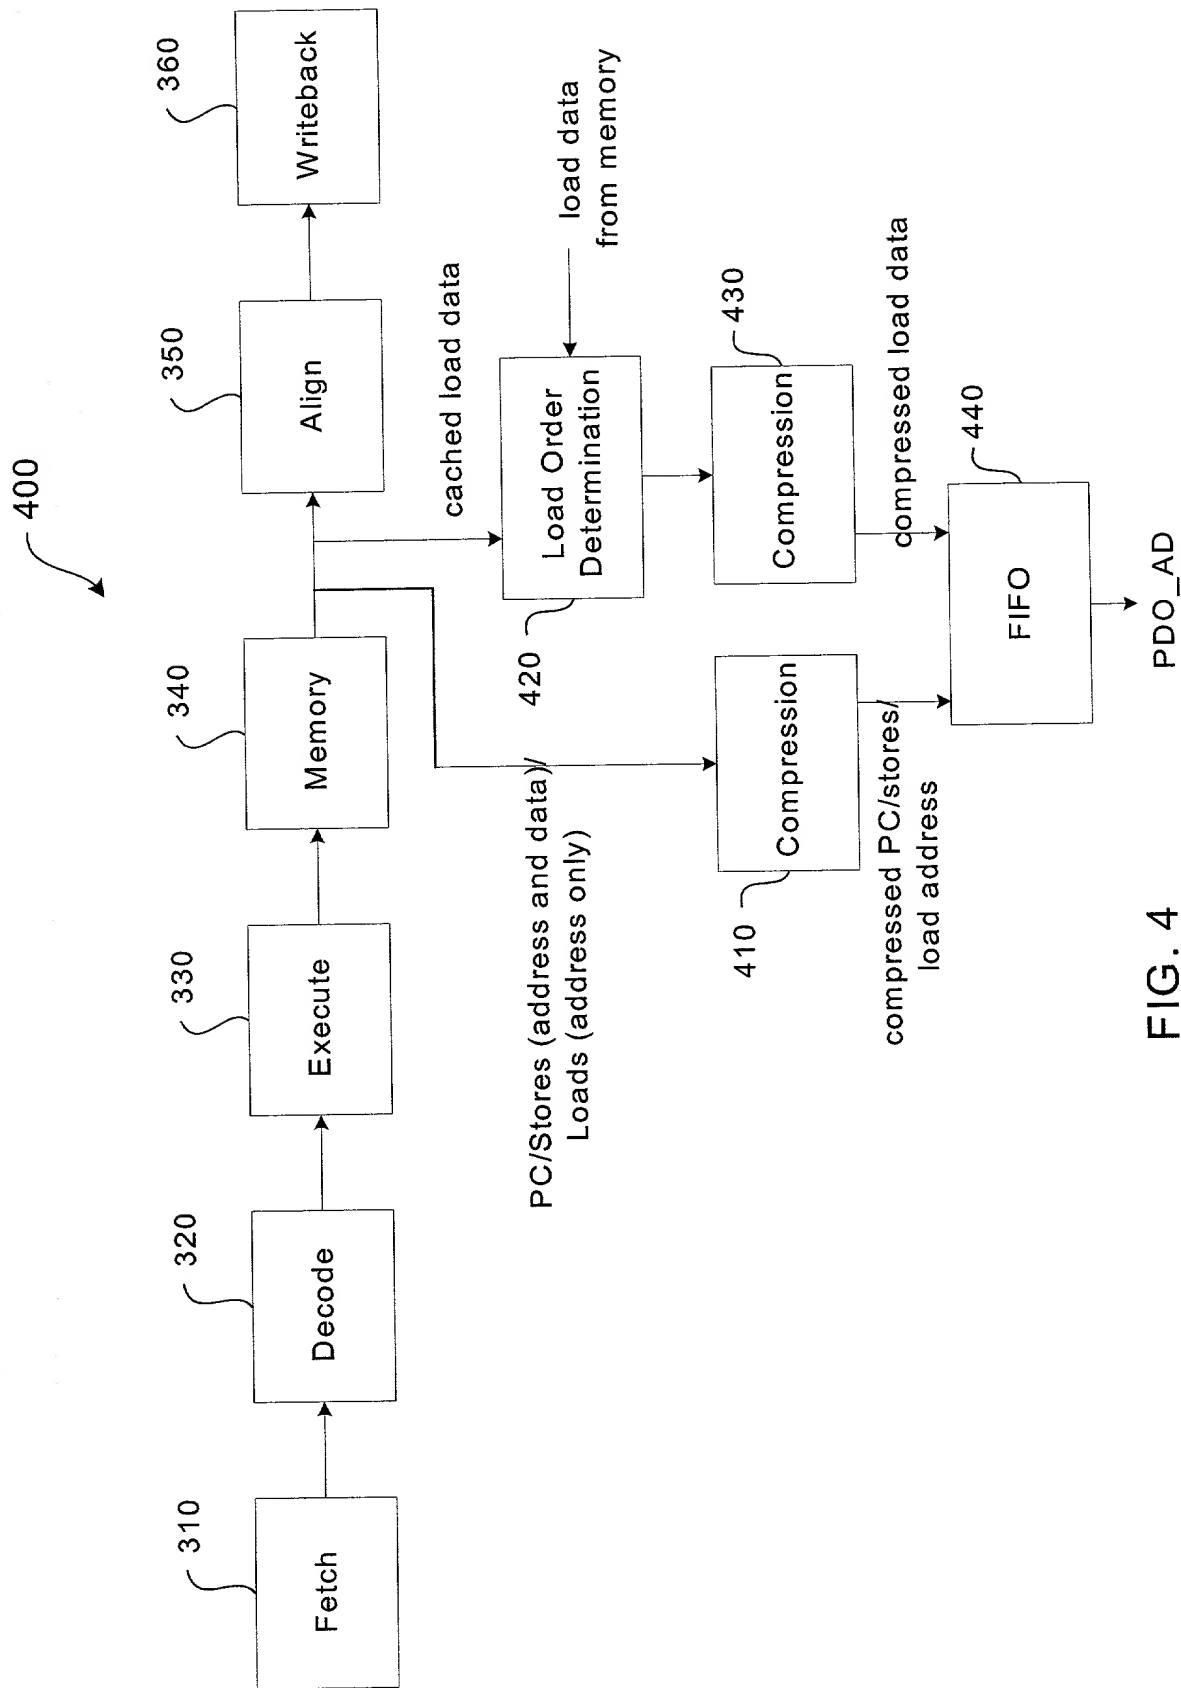 400
310
320
330
340
350
360
Fetch
Decode
Execute
Memory
Align
Writeback
cached load data
PC/Stores (address and data)/
Loads (address only)
load data
from memory
420
Load Order
Determination
410
430
Compression
Compression
compressed PC/stores/
load address
compressed load data
440
FIFO
PDO_AD
FIG. 4